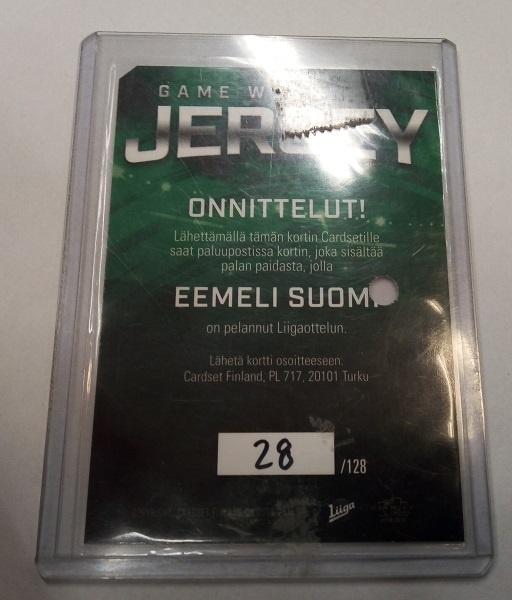 GAME W
JERSEY
ONNITTELUT!
Lähettämällä tämän kortin Cardsetille
saat paluupostissa kortin, joka sisältää
palan paidasta, jolla
EEMELI SUOMI
on pelannut Liigaottelun.
Lähetä kortti osoitteeseen:
Cardset Finland, PL 717, 20101 Turku
28 /128
Liiga